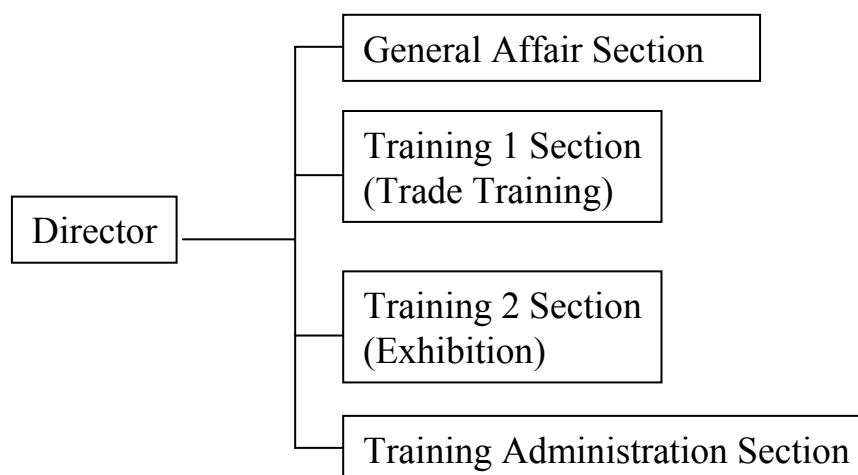 General Affair Section
Training 1 Section
(Trade Training)
Director
Training 2 Section
(Exhibition)
Training Administration Section